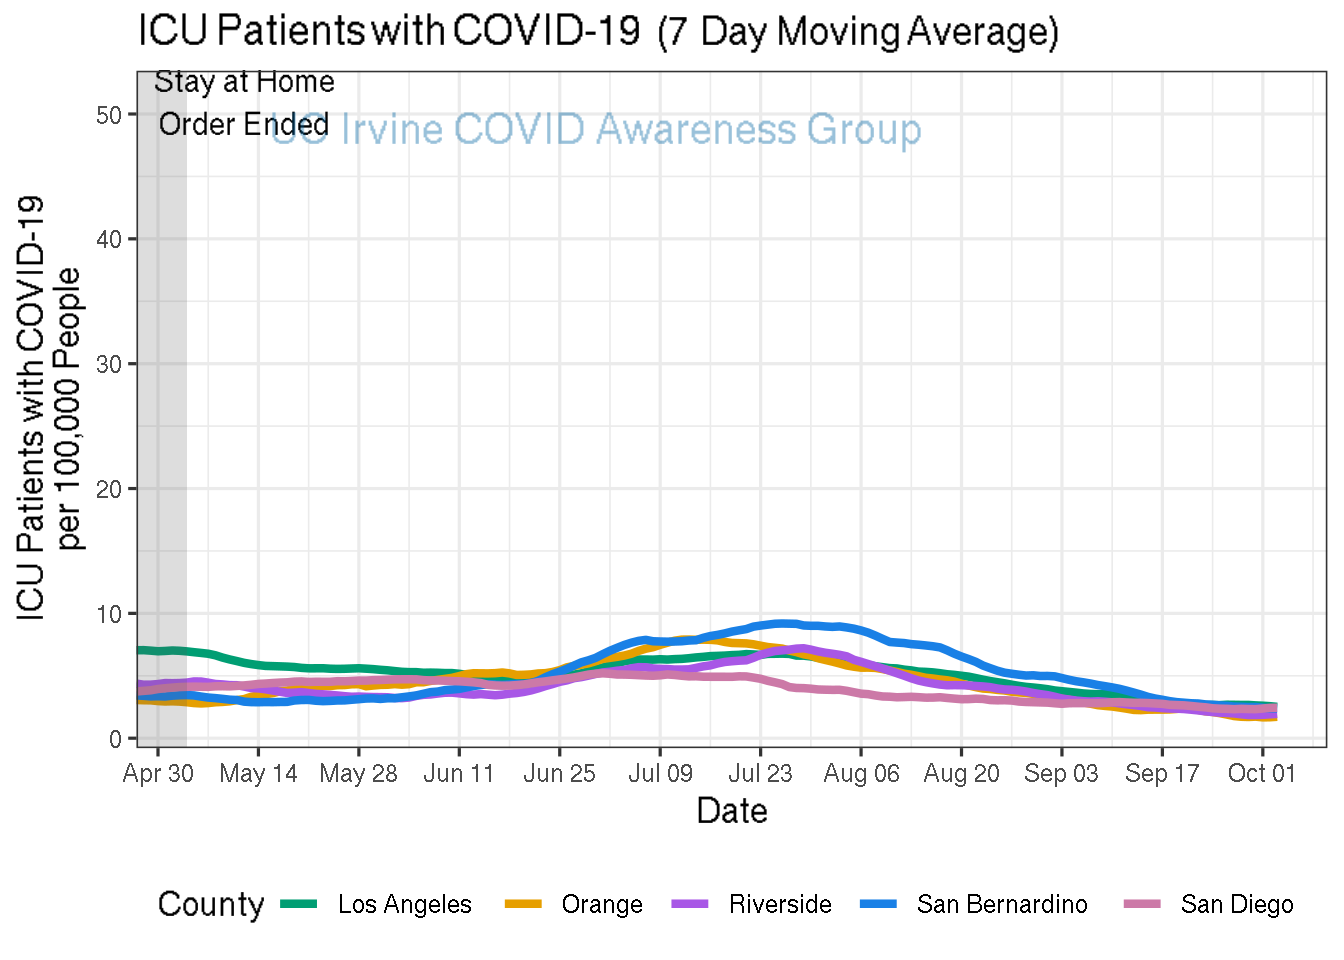 ICU Patients with COVID-19 (7 Day Moving Average)
Stay at Home
Order Ended
UC Irvine COVID Awareness Group
ICU Patients with COVID-19
per 100,000 People
50
40
30
20
10
0
Apr 30 May 14 May 28 Jun 11 Jun 25 Jul 09 Jul 23 Aug 06 Aug 20 Sep 03 Sep 17 Oct 01
Date
County Los Angeles Orange Riverside San Bernardino San Diego